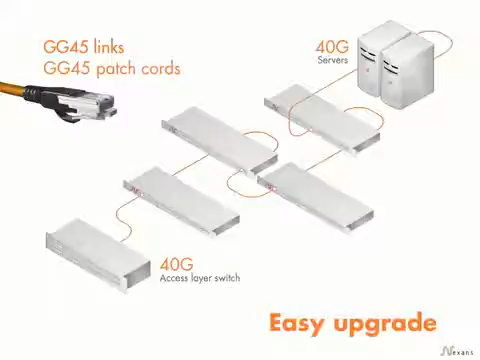 GG45 links
GG45 patch cords
40G
Servers
40G
Access layer switch
Easy upgrade
Nexans